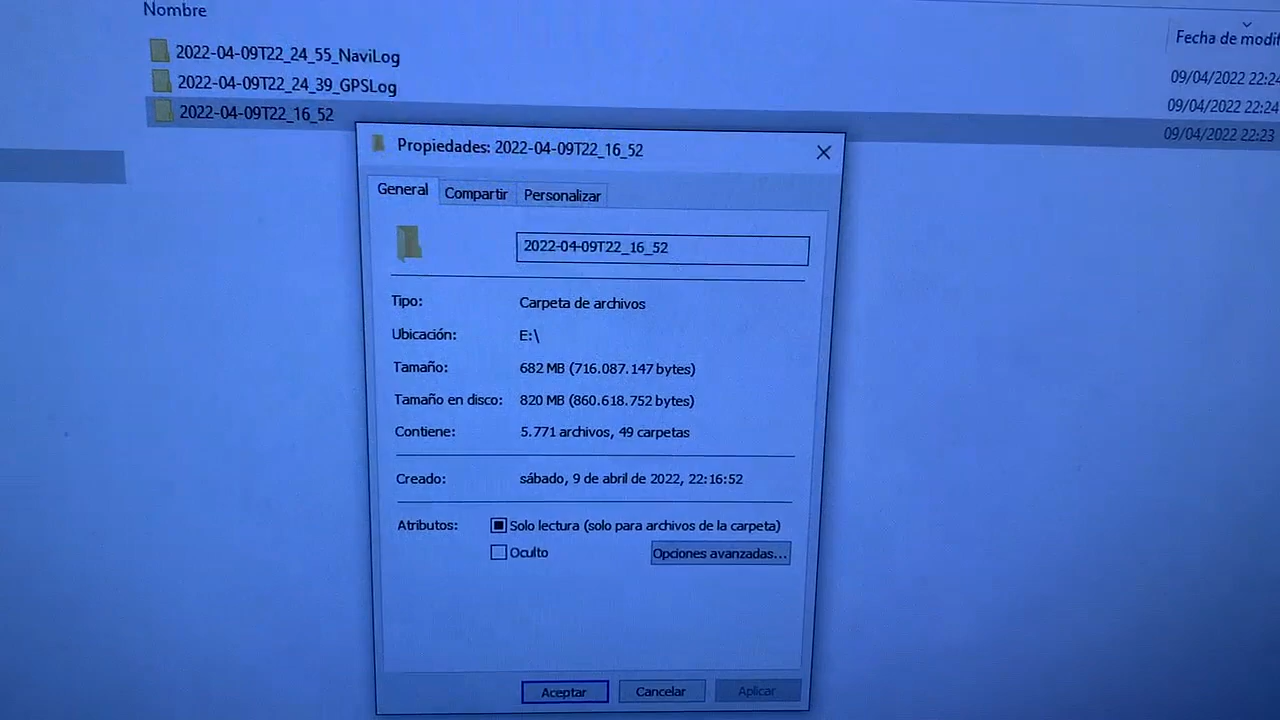 Nombre
Fecha de modif
2022-04-09T22_24_55_NaviLog
09/04/2022 22:24
2022-04-09T22_24_39_GPSLog
09/04/2022 22:24
2022-04-09T22_16_52
09/04/2022 22:23
Propiedades: 2022-04-09T22_16_52
General Compartir Personalizar
2022-04-09T22_16_52
Tipo: Carpeta de archivos
Ubicación: E:\
Tamaño: 682 MB (716.087.147 bytes)
Tamaño en disco: 820 MB (860.618.752 bytes)
Contiene: 5.771 archivos, 49 carpetas
Creado: sábado, 9 de abril de 2022, 22:16:52
Atributos: Solo lectura (solo para archivos de la carpeta)
Oculto Opciones avanzadas...
Aceptar Cancelar Aplicar